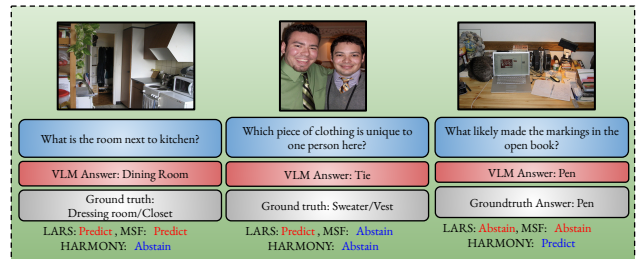 What is the room next to kitchen?
VLM Answer: Dining Room
Ground truth:
Dressing room/Closet
LARS: Predict , MSF: Predict
HARMONY: Abstain
Which piece of clothing is unique to
one person here?
VLM Answer: Tie
Ground truth: Sweater/Vest
LARS: Predict , MSF: Abstain
HARMONY: Abstain
What likely made the markings in the
open book?
VLM Answer: Pen
Groundtruth Answer: Pen
LARS: Abstain, MSF: Abstain
HARMONY: Predict